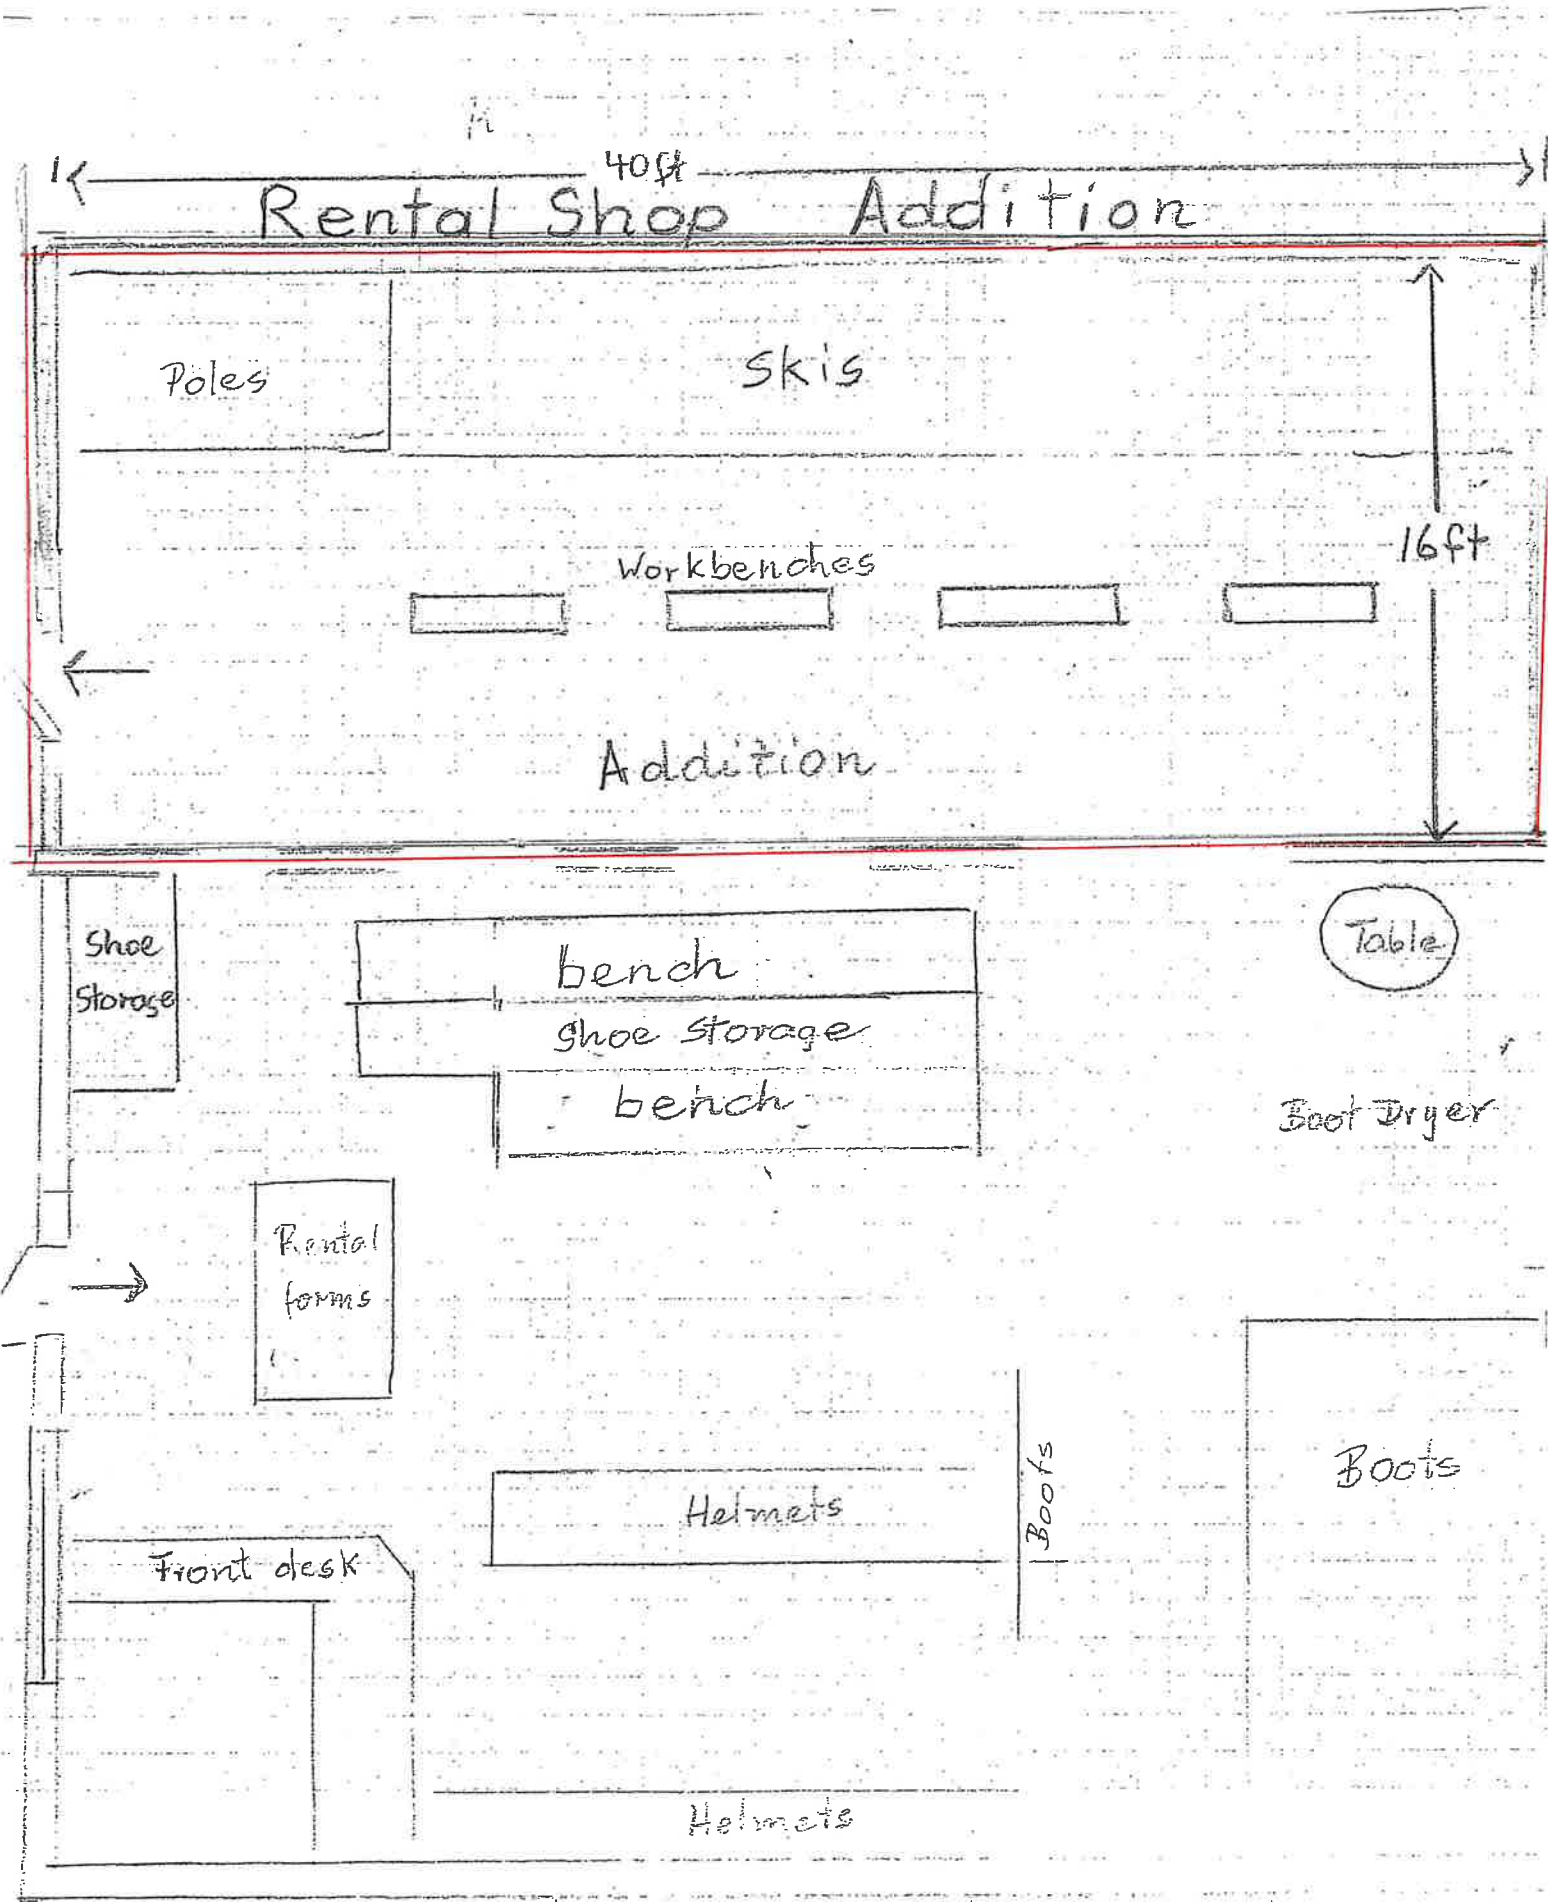 40ft
Rental Shop Addition
Poles
Skis
16ft
Workbenches
Addition
Shoe
Storage
bench
Shoe Storage
bench
Table
Boot Dryer
Rental
forms
Helmets
Boots
Boots
Front desk
Helmets